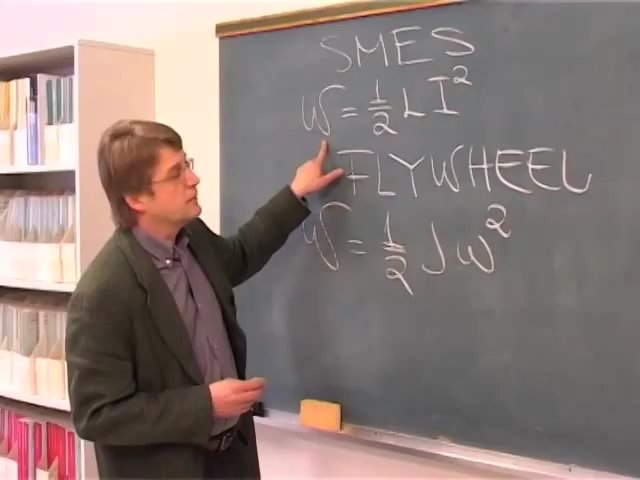 SMES
W = 1/2 L I²
FLYWHEEL
W = 1/2 J ω²